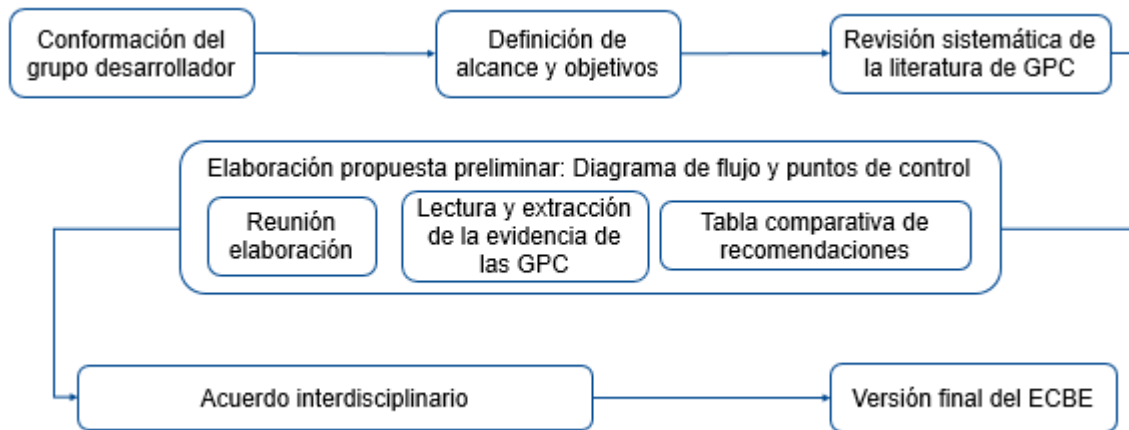 Conformación del
grupo desarrollador
Definición de
alcance y objetivos
Revisión sistemática de
la literatura de GPC
Elaboración propuesta preliminar: Diagrama de flujo y puntos de control
Reunión
elaboración
Lectura y extracción
de la evidencia de
las GPC
Tabla comparativa de
recomendaciones
Acuerdo interdisciplinario
Versión final del ECBE